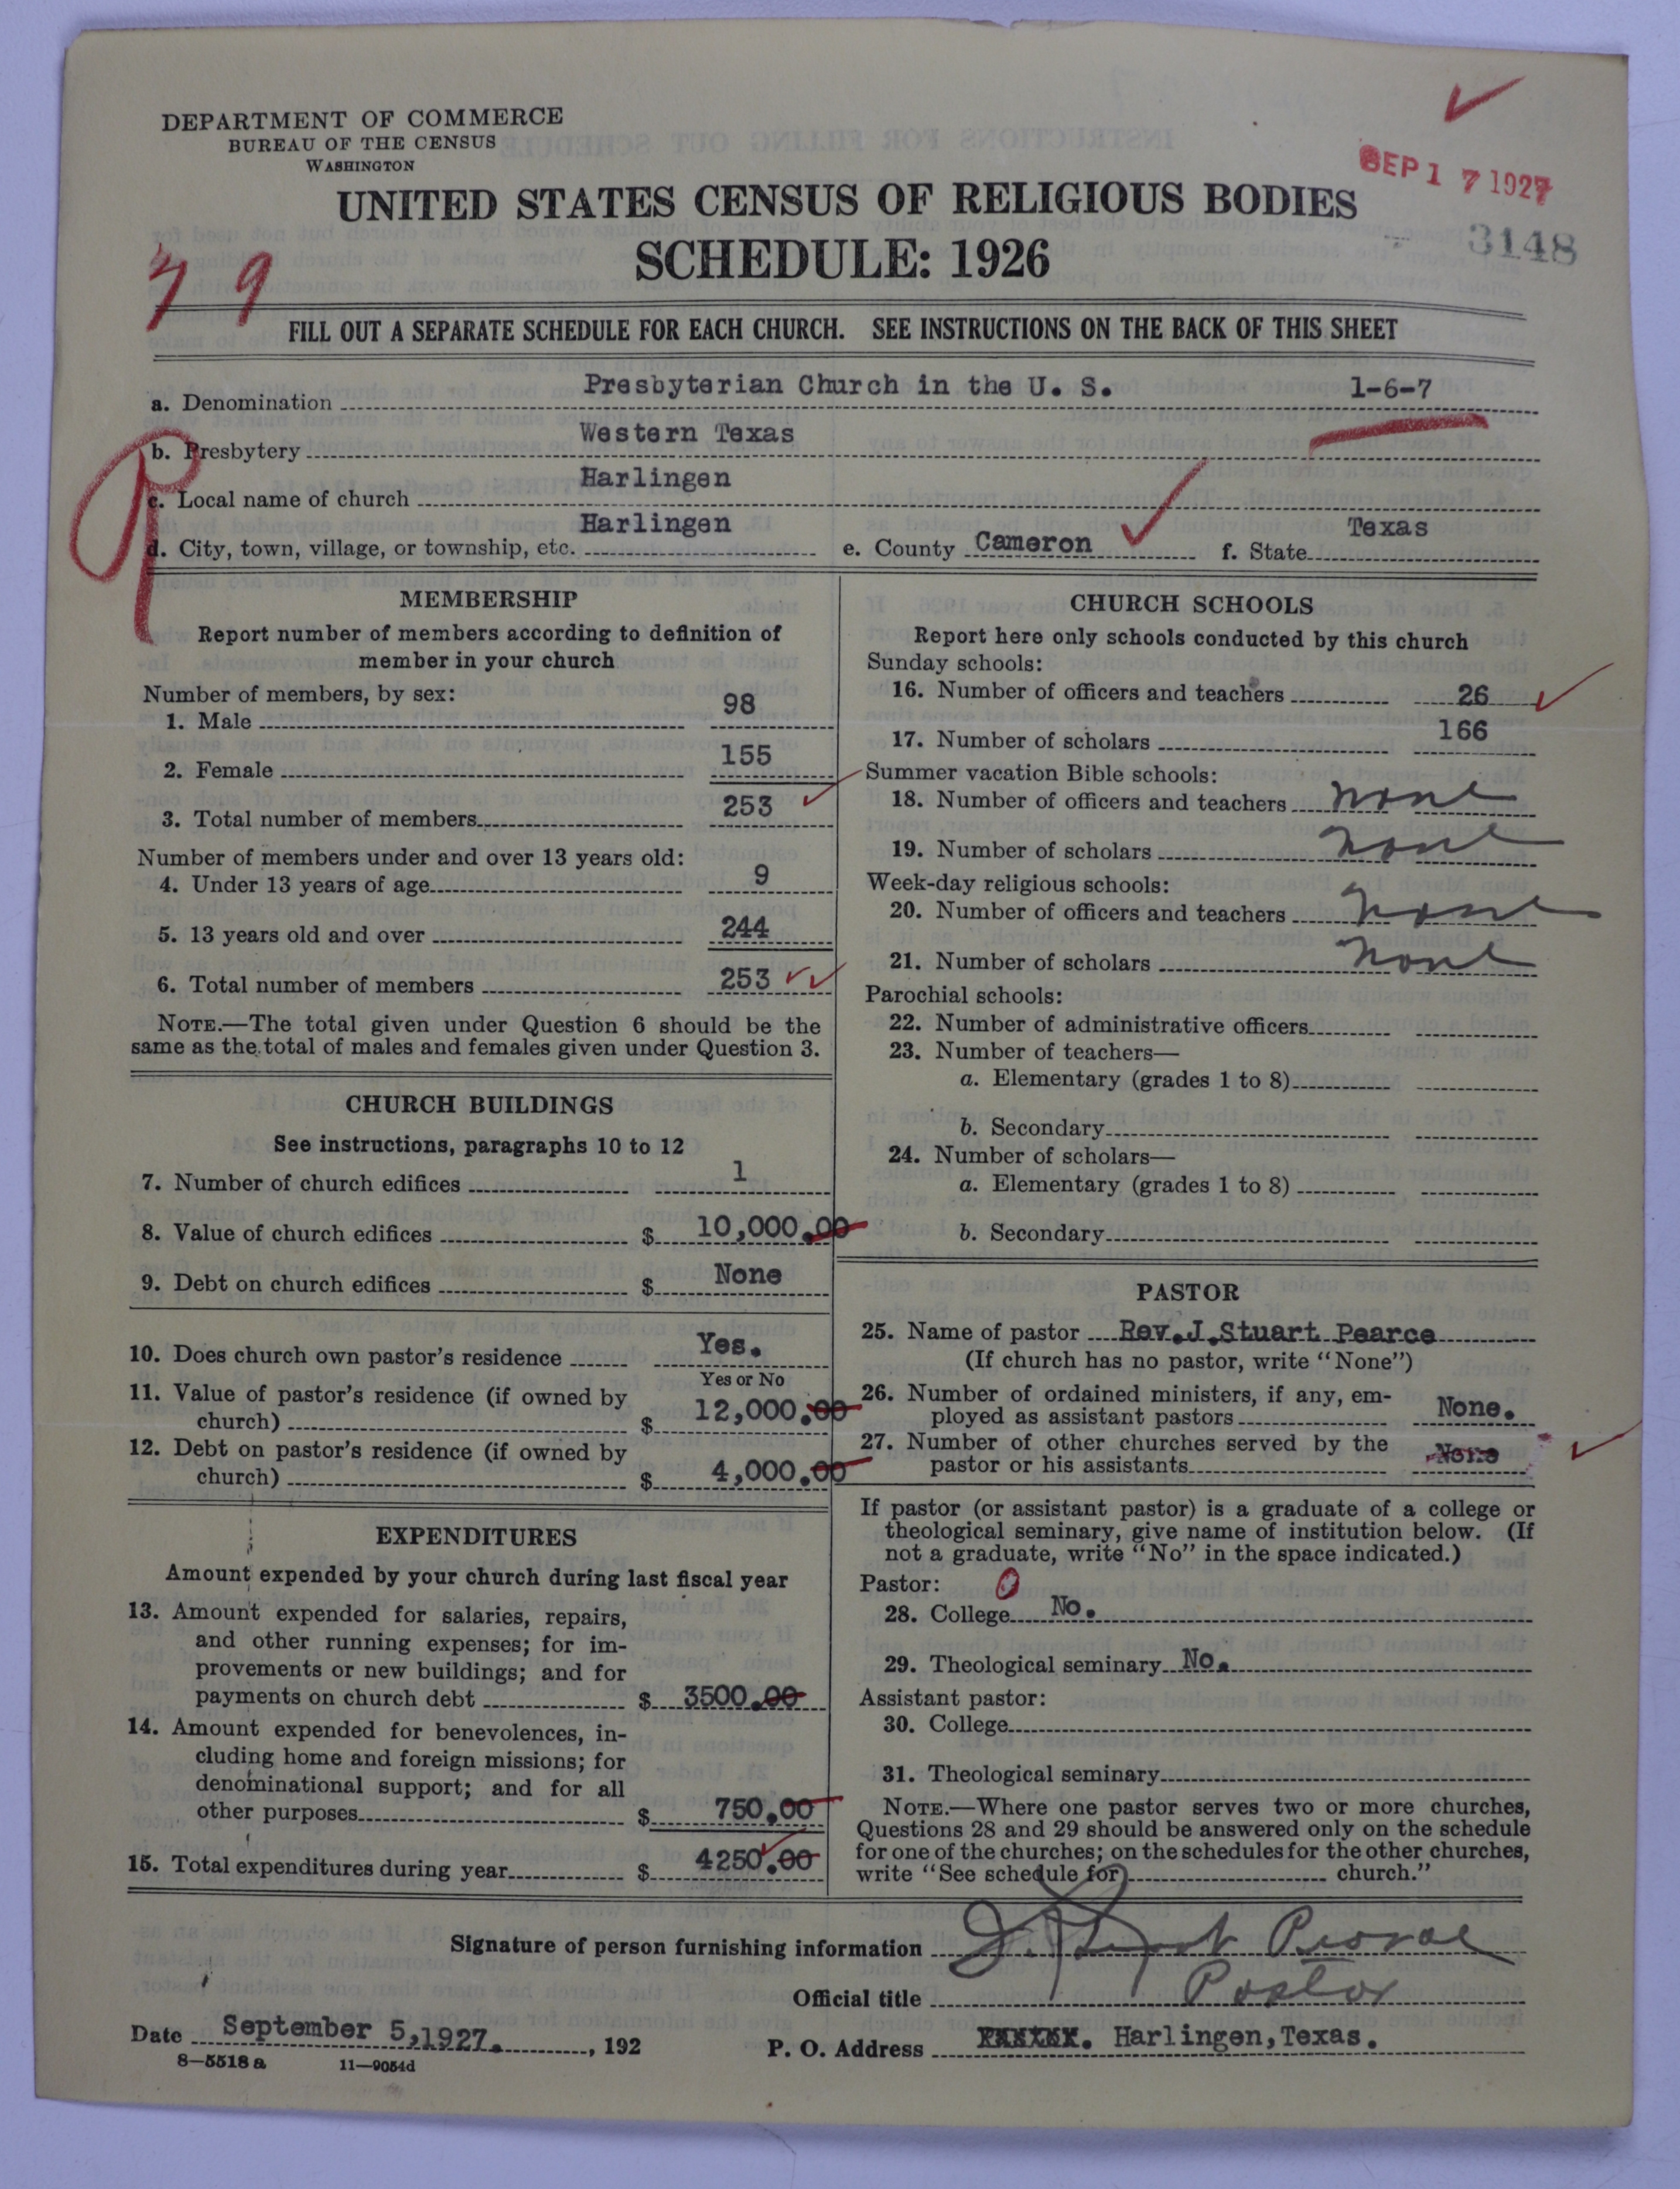 DEPARTMENT OF COMMERCE
BUREAU OF THE CENSUS
WASHINGTON
UNITED STATES CENSUS OF RELIGIOUS BODIES
SCHEDULE: 1926
SEP 17 1927
3148
79
FILL OUT A SEPARATE SCHEDULE FOR EACH CHURCH. SEE INSTRUCTIONS ON THE BACK OF THIS SHEET
a. Denomination Presbyterian Church in the U. S. 1-6-7
b. Presbytery Western Texas
c. Local name of church Harlingen
d. City, town, village, or township, etc. Harlingen e. County Cameron f. State Texas
MEMBERSHIP
Report number of members according to definition of
member in your church
Number of members, by sex:
1. Male 98
2. Female 155
3. Total number of members 253
Number of members under and over 13 years old:
4. Under 13 years of age 9
5. 13 years old and over 244
6. Total number of members 253
NOTE.—The total given under Question 6 should be the
same as the total of males and females given under Question 3.
CHURCH BUILDINGS
See instructions, paragraphs 10 to 12
7. Number of church edifices 1
8. Value of church edifices $ 10,000.00
9. Debt on church edifices $ None
10. Does church own pastor's residence Yes.
Yes or No
11. Value of pastor's residence (if owned by
church) $ 12,000.00
12. Debt on pastor's residence (if owned by
church) $ 4,000.00
EXPENDITURES
Amount expended by your church during last fiscal year
13. Amount expended for salaries, repairs,
and other running expenses; for im-
provements or new buildings; and for
payments on church debt $ 3500.00
14. Amount expended for benevolences, in-
cluding home and foreign missions; for
denominational support; and for all
other purposes $ 750.00
15. Total expenditures during year $ 4250.00
CHURCH SCHOOLS
Report here only schools conducted by this church
Sunday schools:
16. Number of officers and teachers 26
17. Number of scholars 166
Summer vacation Bible schools:
18. Number of officers and teachers none
19. Number of scholars none
Week-day religious schools:
20. Number of officers and teachers none
21. Number of scholars none
Parochial schools:
22. Number of administrative officers
23. Number of teachers—
a. Elementary (grades 1 to 8)
b. Secondary
24. Number of scholars—
a. Elementary (grades 1 to 8)
b. Secondary
PASTOR
25. Name of pastor Rev.J.Stuart Pearce
(If church has no pastor, write "None")
26. Number of ordained ministers, if any, em-
ployed as assistant pastors None.
27. Number of other churches served by the
pastor or his assistants None
If pastor (or assistant pastor) is a graduate of a college or
theological seminary, give name of institution below. (If
not a graduate, write "No" in the space indicated.)
Pastor: 0
28. College No.
29. Theological seminary No.
Assistant pastor:
30. College
31. Theological seminary
NOTE.—Where one pastor serves two or more churches,
Questions 28 and 29 should be answered only on the schedule
for one of the churches; on the schedules for the other churches,
write "See schedule for church."
Signature of person furnishing information J. Stuart Pearce
Official title Pastor
Date September 5,1927. , 192
P. O. Address Harlingen,Texas.
8—5518a 11—9054d